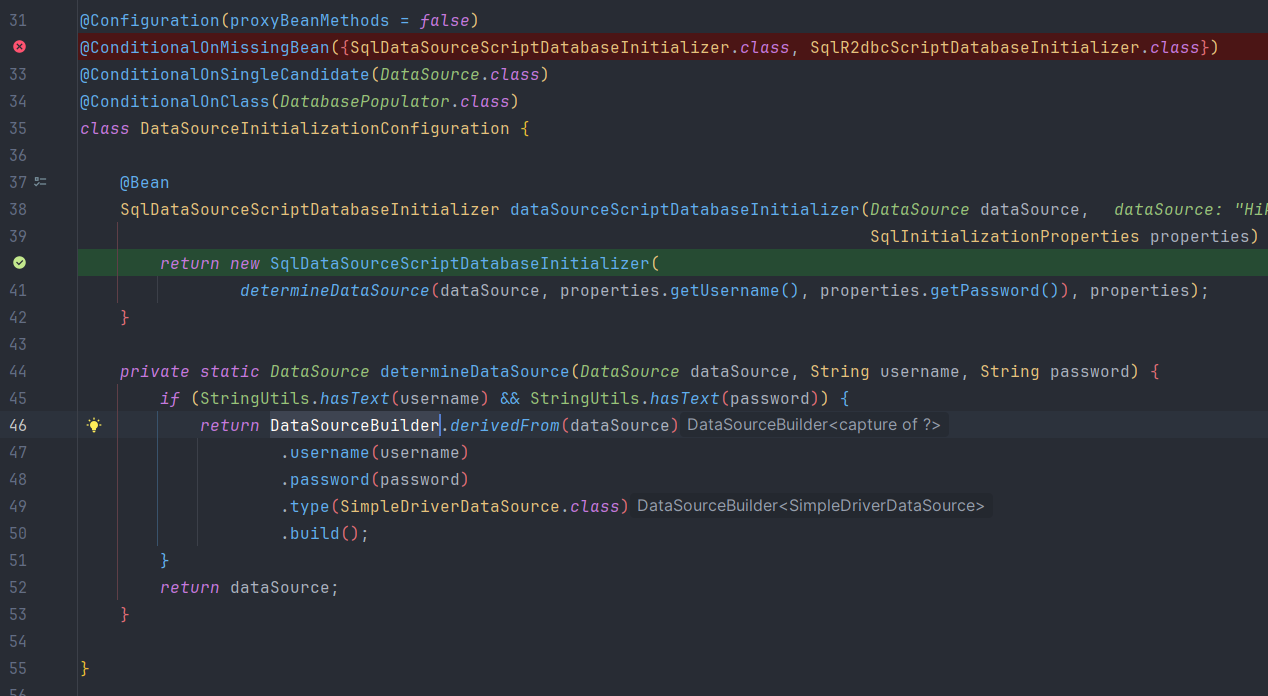 31 @Configuration(proxyBeanMethods = false)
@ConditionalOnMissingBean({SqlDataSourceScriptDatabaseInitializer.class, SqlR2dbcScriptDatabaseInitializer.class})
33 @ConditionalOnSingleCandidate(DataSource.class)
34 @ConditionalOnClass(DatabasePopulator.class)
35 class DataSourceInitializationConfiguration {
36
37 @Bean
38 SqlDataSourceScriptDatabaseInitializer dataSourceScriptDatabaseInitializer(DataSource dataSource, dataSource: "Hik
39 SqlInitializationProperties properties)
return new SqlDataSourceScriptDatabaseInitializer(
41 determineDataSource(dataSource, properties.getUsername(), properties.getPassword()), properties);
42 }
43
44 private static DataSource determineDataSource(DataSource dataSource, String username, String password) {
45 if (StringUtils.hasText(username) && StringUtils.hasText(password)) {
46 return DataSourceBuilder.derivedFrom(dataSource) DataSourceBuilder<capture of ?>
47 .username(username)
48 .password(password)
49 .type(SimpleDriverDataSource.class) DataSourceBuilder<SimpleDriverDataSource>
50 .build();
51 }
52 return dataSource;
53 }
54
55 }
56